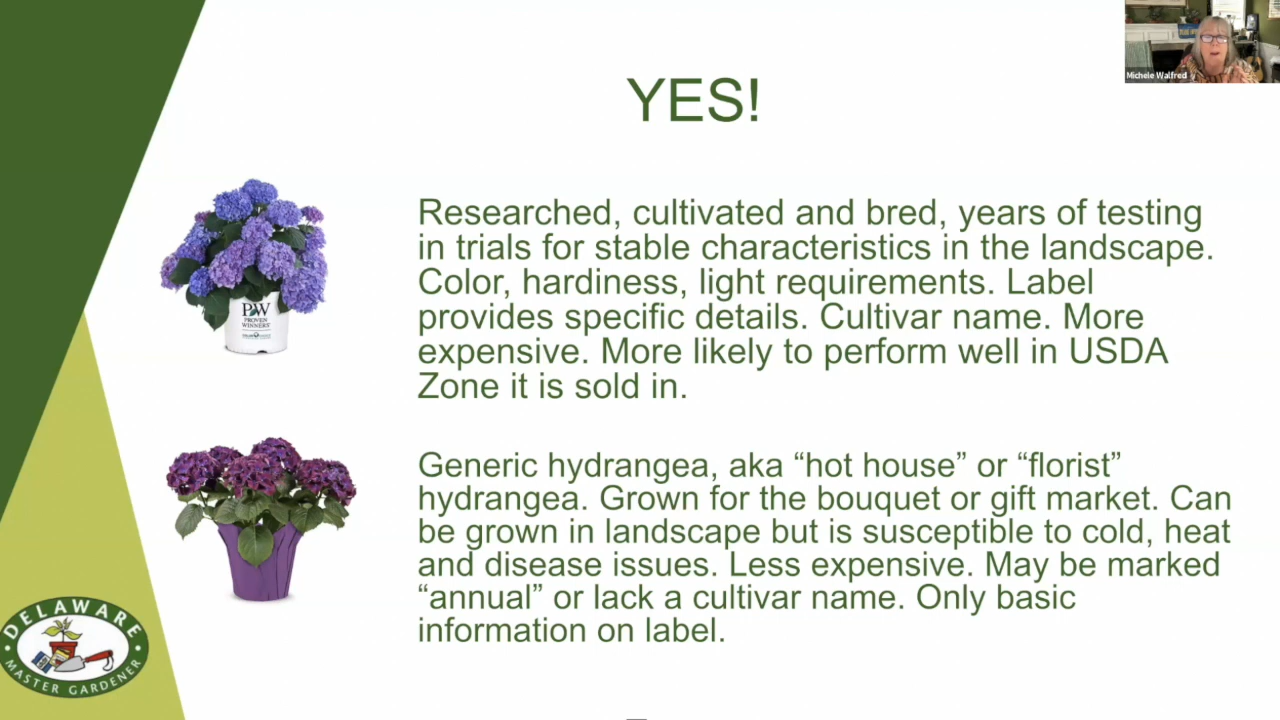 Michele Walfred
YES!
Researched, cultivated and bred, years of testing
in trials for stable characteristics in the landscape.
Color, hardiness, light requirements. Label
provides specific details. Cultivar name. More
expensive. More likely to perform well in USDA
Zone it is sold in.
PW
PROVEN
WINNERS
Generic hydrangea, aka “hot house” or “florist”
hydrangea. Grown for the bouquet or gift market. Can
be grown in landscape but is susceptible to cold, heat
and disease issues. Less expensive. May be marked
“annual” or lack a cultivar name. Only basic
information on label.
DELAWARE
MASTER GARDENER